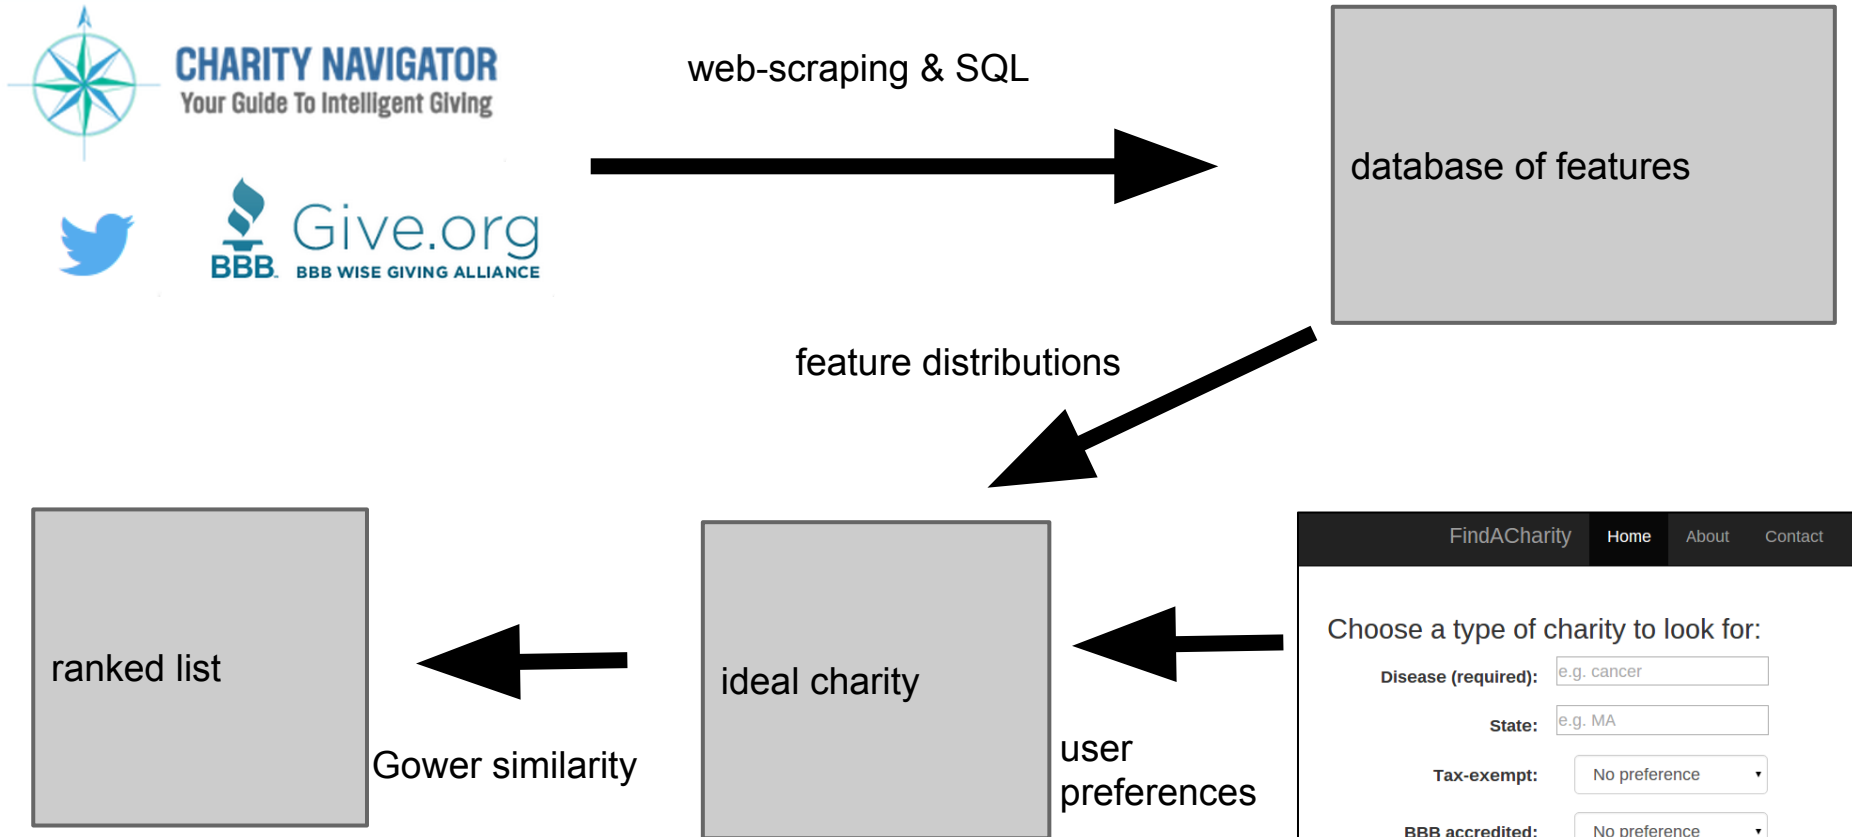 CHARITY NAVIGATOR
Your Guide To Intelligent Giving
web-scraping & SQL
database of features
Give.org
BBB. BBB WISE GIVING ALLIANCE
feature distributions
ranked list
Gower similarity
ideal charity
user
preferences
FindACharity Home About Contact
Choose a type of charity to look for:
Disease (required): e.g. cancer
State: e.g. MA
Tax-exempt: No preference
BBB accredited: No preference